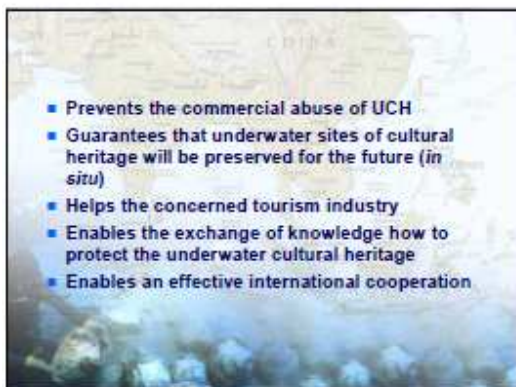 CHINA
Prevents the commercial abuse of UCH
Guarantees that underwater sites of cultural
heritage will be preserved for the future (in
situ)
Helps the concerned tourism industry
Enables the exchange of knowledge how to
protect the underwater cultural heritage
Enables an effective international cooperation